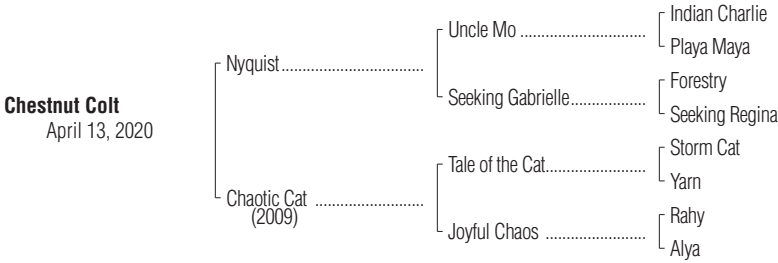 Indian Charlie
Uncle Mo ..............................
Playa Maya
Nyquist..................................
Forestry
Seeking Gabrielle..................
Seeking Regina
Chestnut Colt
April 13, 2020
Storm Cat
Tale of the Cat........................
Yarn
Chaotic Cat ..........................
(2009)
Rahy
Joyful Chaos ........................
Alya